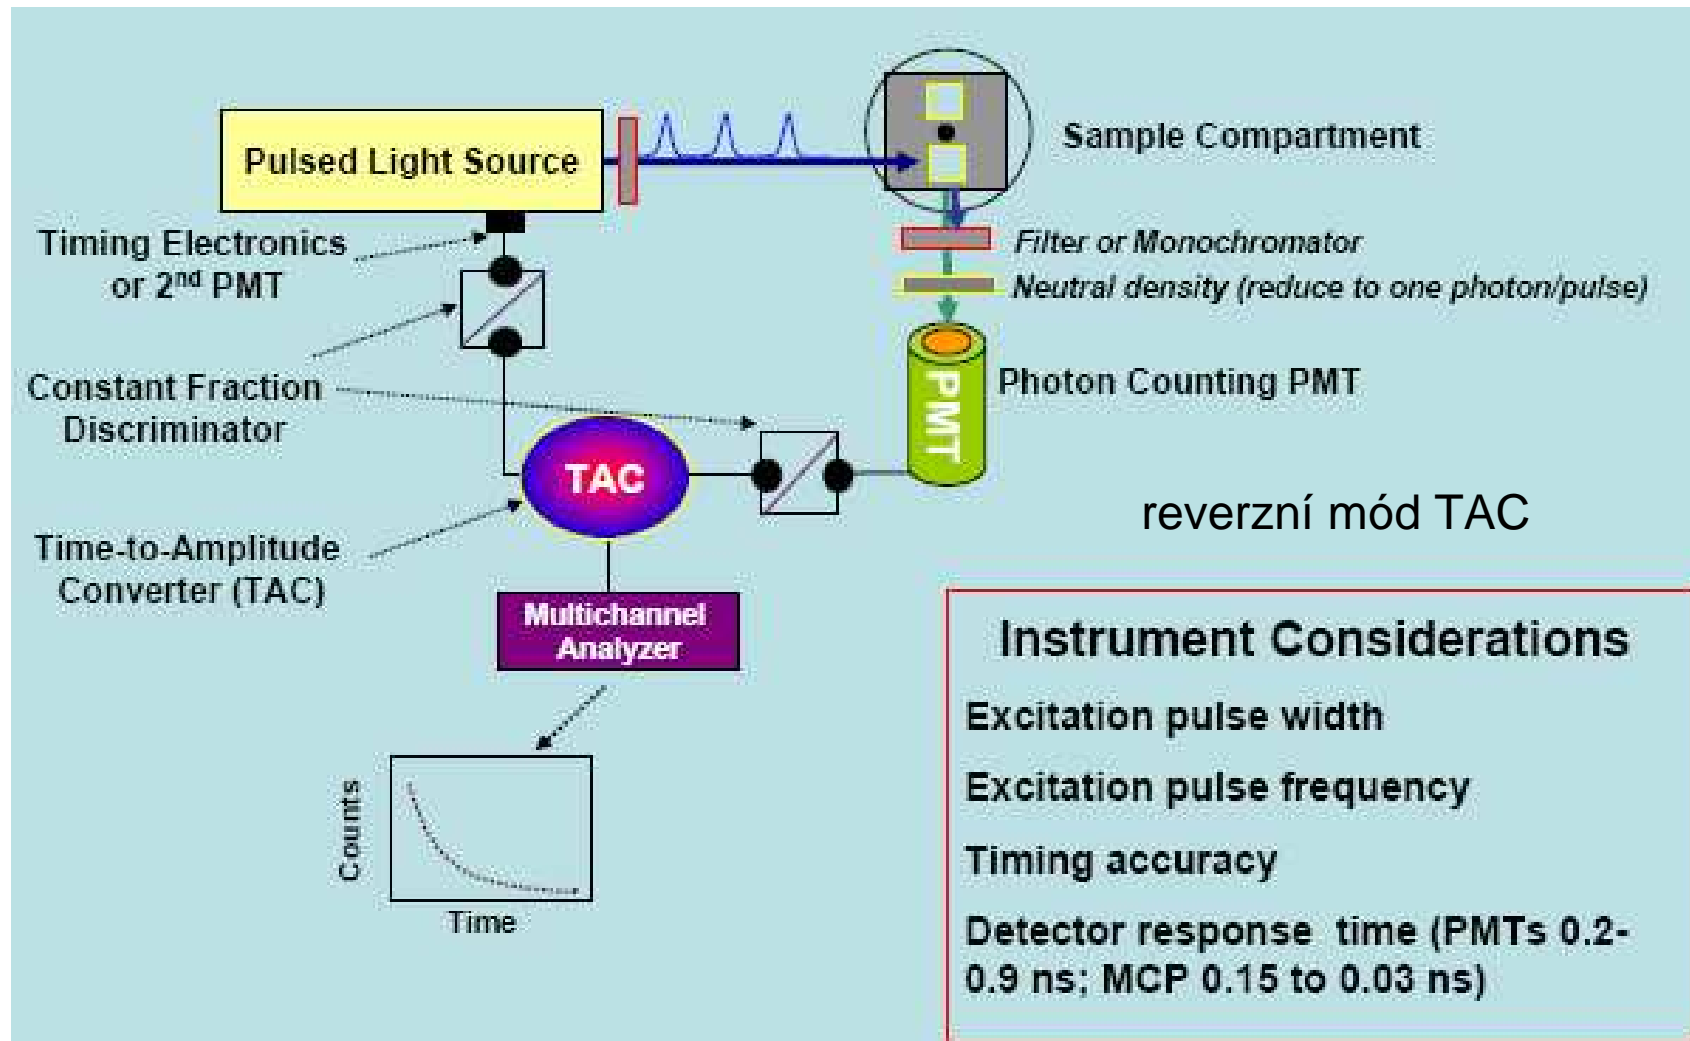 Pulsed Light Source
Sample Compartment
Timing Electronics
or 2nd PMT
Filter or Monochromator
Neutral density (reduce to one photon/pulse)
Constant Fraction
Discriminator
PMT
Photon Counting PMT
TAC
reverzní mód TAC
Time-to-Amplitude
Converter (TAC)
Multichannel
Analyzer
Counts
Time
Instrument Considerations
Excitation pulse width
Excitation pulse frequency
Timing accuracy
Detector response time (PMTs 0.2-
0.9 ns; MCP 0.15 to 0.03 ns)